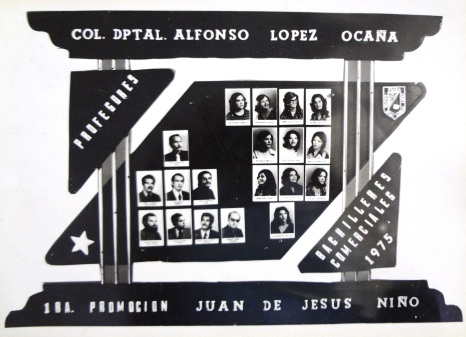 COL. DPTAL. ALFONSO LOPEZ OCAÑA
PROFESORES
BACHILLERES
COMERCIALES
1975
1RA. PROMOCION JUAN DE JESUS NIÑO